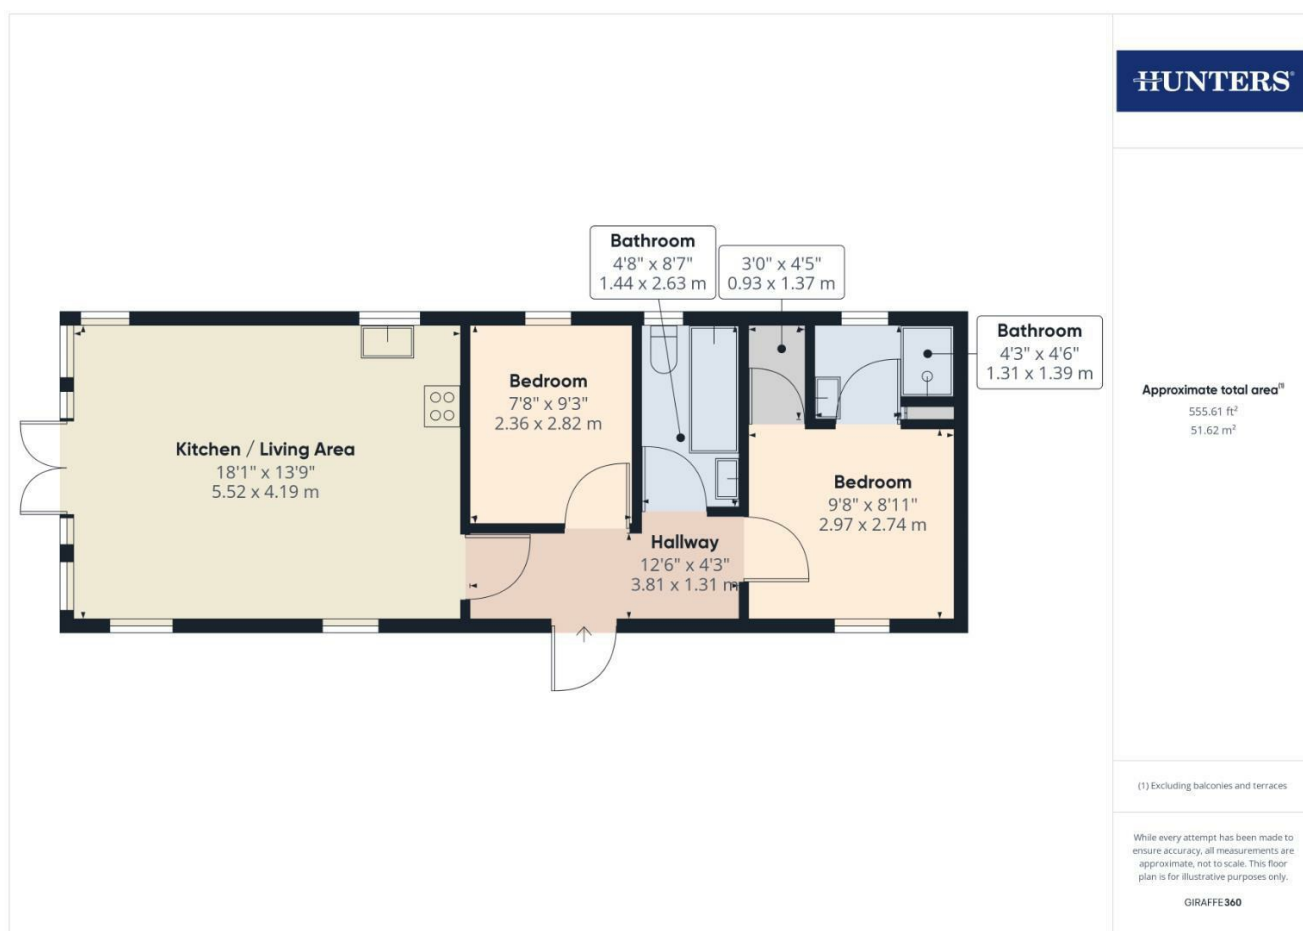 HUNTERS®
Bathroom
4'8" x 8'7"
1.44 x 2.63 m
3'0" x 4'5"
0.93 x 1.37 m
Bathroom
4'3" x 4'6"
1.31 x 1.39 m
Bedroom
7'8" x 9'3"
2.36 x 2.82 m
Kitchen / Living Area
18'1" x 13'9"
5.52 x 4.19 m
Bedroom
9'8" x 8'11"
2.97 x 2.74 m
Hallway
12'6" x 4'3"
3.81 x 1.31 m
Approximate total area⁽¹⁾
555.61 ft²
51.62 m²
(1) Excluding balconies and terraces
While every attempt has been made to
ensure accuracy, all measurements are
approximate, not to scale. This floor
plan is for illustrative purposes only.
GIRAFFE360